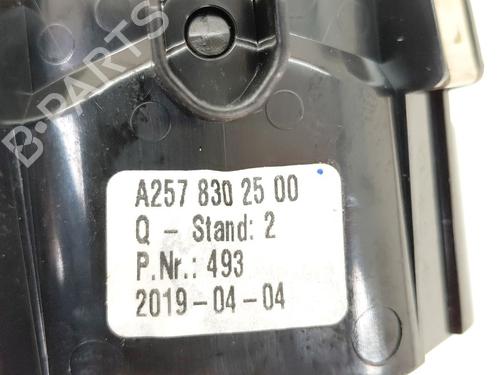 B-PARTS
A257 830 25 00
Q - Stand: 2
P.Nr.: 493
2019-04-04